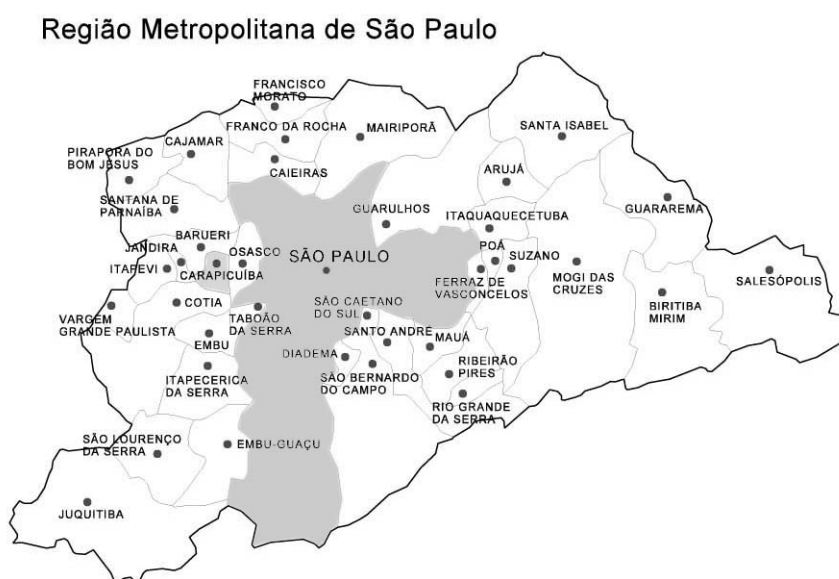 Região Metropolitana de São Paulo
FRANCISCO
MORATO
FRANCO DA ROCHA
MAIRIPORÃ
SANTA ISABEL
CAJAMAR
PIRAPORA DO
BOM JESUS
CAIEIRAS
ARUJÁ
SANTANA DE
PARNAÍBA
GUARULHOS
ITAQUAQUECETUBA
GUARAREMA
BARUERI
JANDIRA
OSASCO
SÃO PAULO
POÁ
SUZANO
ITAPEVI
CARAPICUÍBA
FERRAZ DE
VASCONCELOS
MOGI DAS
CRUZES
SALESÓPOLIS
BIRITIBA
MIRIM
COTIA
SÃO CAETANO
DO SUL
VARGEM
GRANDE PAULISTA
TABOÃO
DA SERRA
SANTO ANDRÉ
MAUÁ
EMBU
DIADEMA
RIBEIRÃO
PIRES
ITAPECERICA
DA SERRA
SÃO BERNARDO
DO CAMPO
RIO GRANDE
DA SERRA
SÃO LOURENÇO
DA SERRA
EMBU-GUAÇU
JUQUITIBA